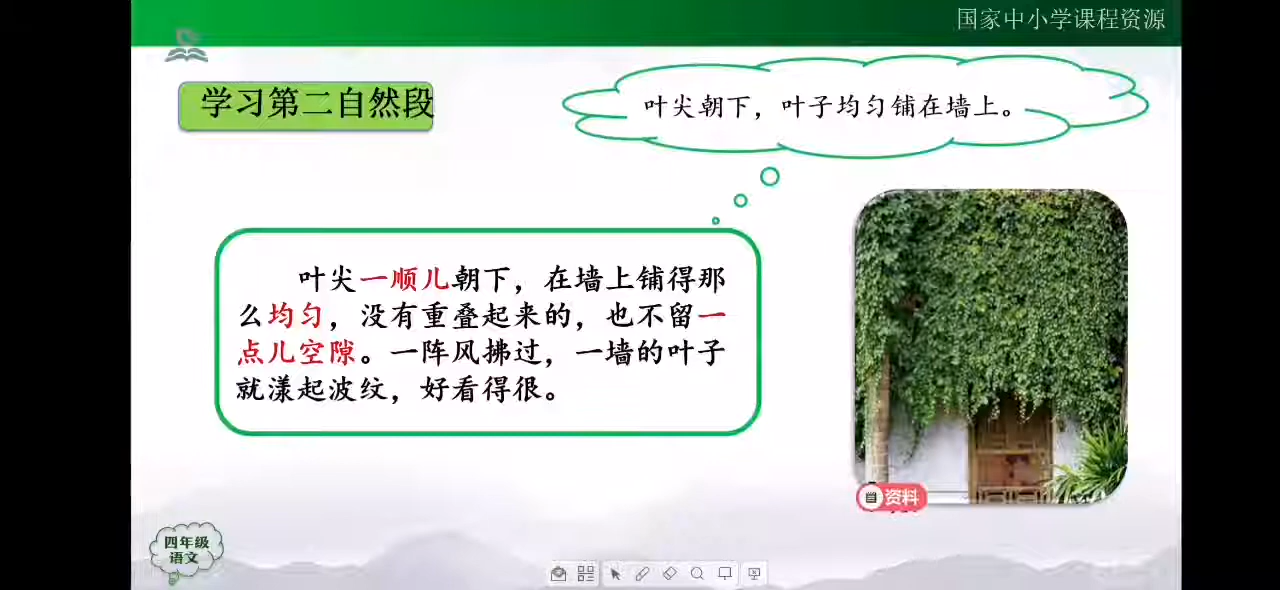 国家中小学课程资源
学习第二自然段
叶尖朝下，叶子均匀铺在墙上。
叶尖一顺儿朝下，在墙上铺得那
么均匀，没有重叠起来的，也不留一
点儿空隙。一阵风拂过，一墙的叶子
就漾起波纹，好看得很。
资料
四年级
语文